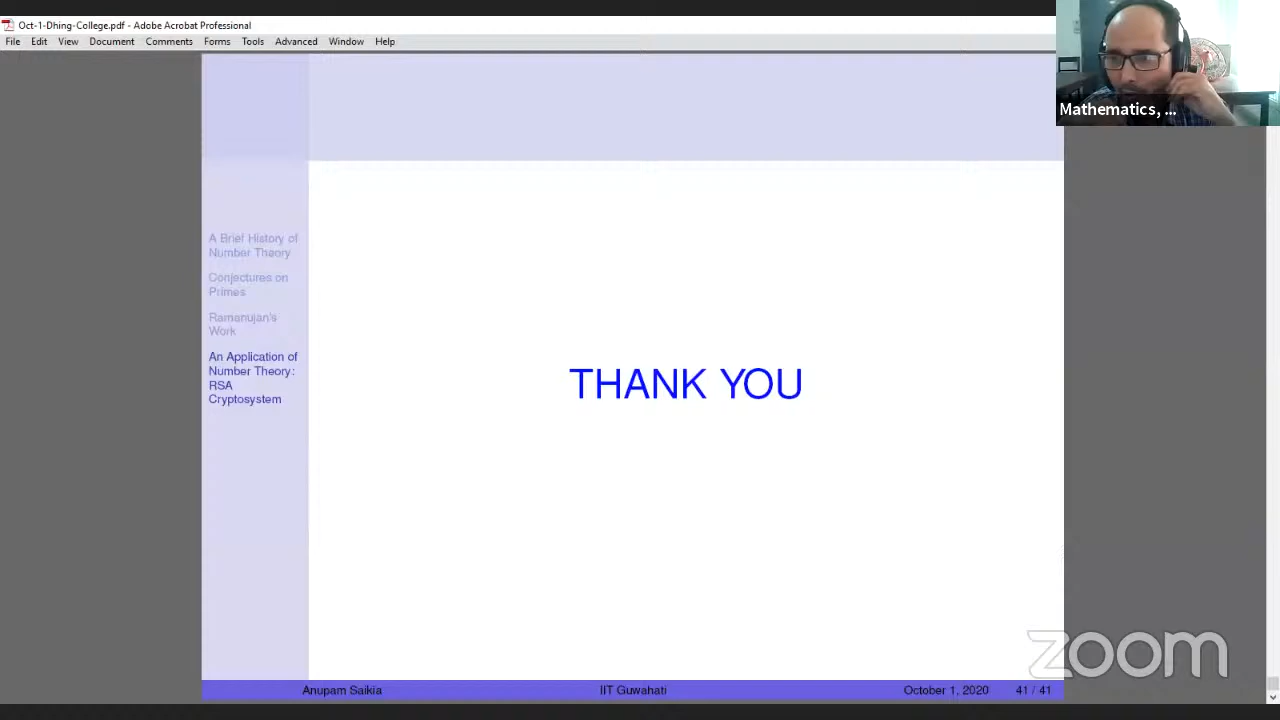 Oct-1-Dhing-College.pdf - Adobe Acrobat Professional
File Edit View Document Comments Forms Tools Advanced Window Help
Mathematics, ...
A Brief History of
Number Theory
Conjectures on
Primes
Ramanujan's
Work
An Application of
Number Theory:
RSA
Cryptosystem
THANK YOU
zoom
Anupam Saikia IIT Guwahati October 1, 2020 41 / 41